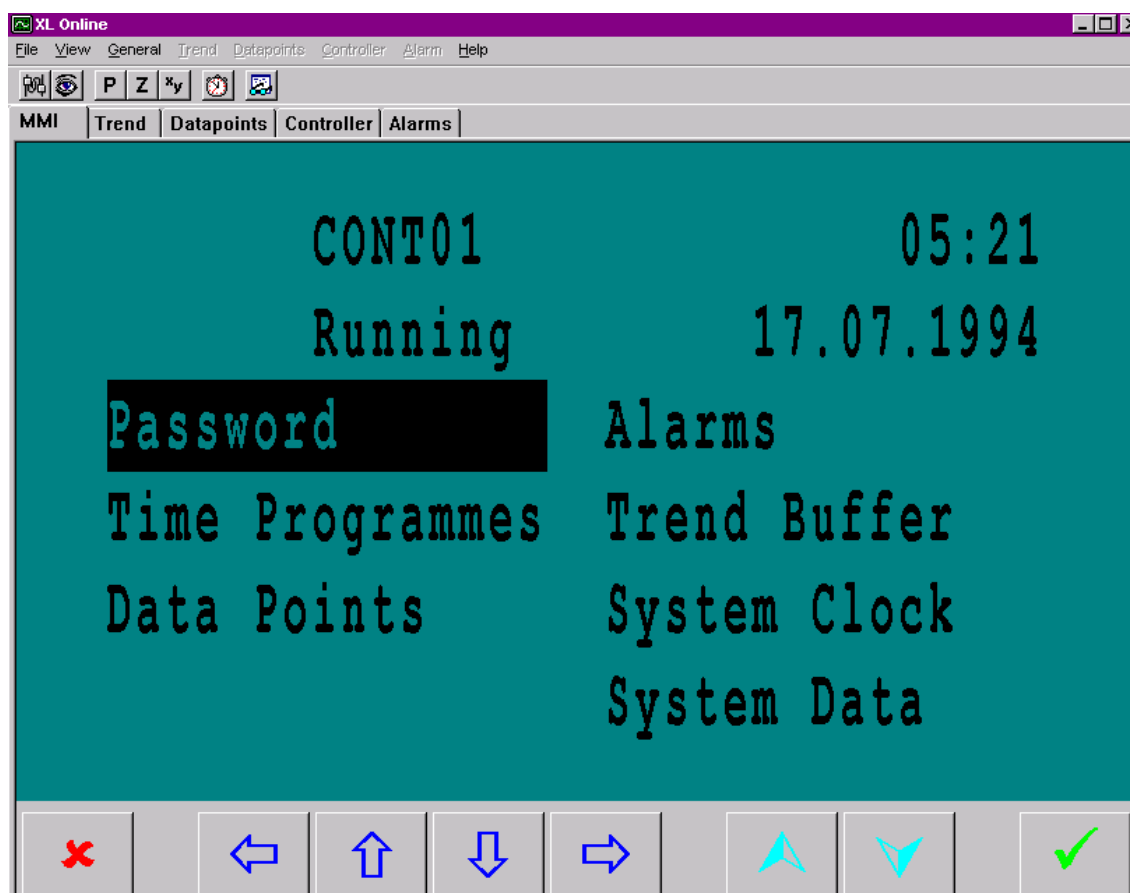 XL Online
File View General Trend Datapoints Controller Alarm Help
P Z xy
MMI Trend Datapoints Controller Alarms
CONT01 05:21
Running 17.07.1994
Password Alarms
Time Programmes Trend Buffer
Data Points System Clock
System Data